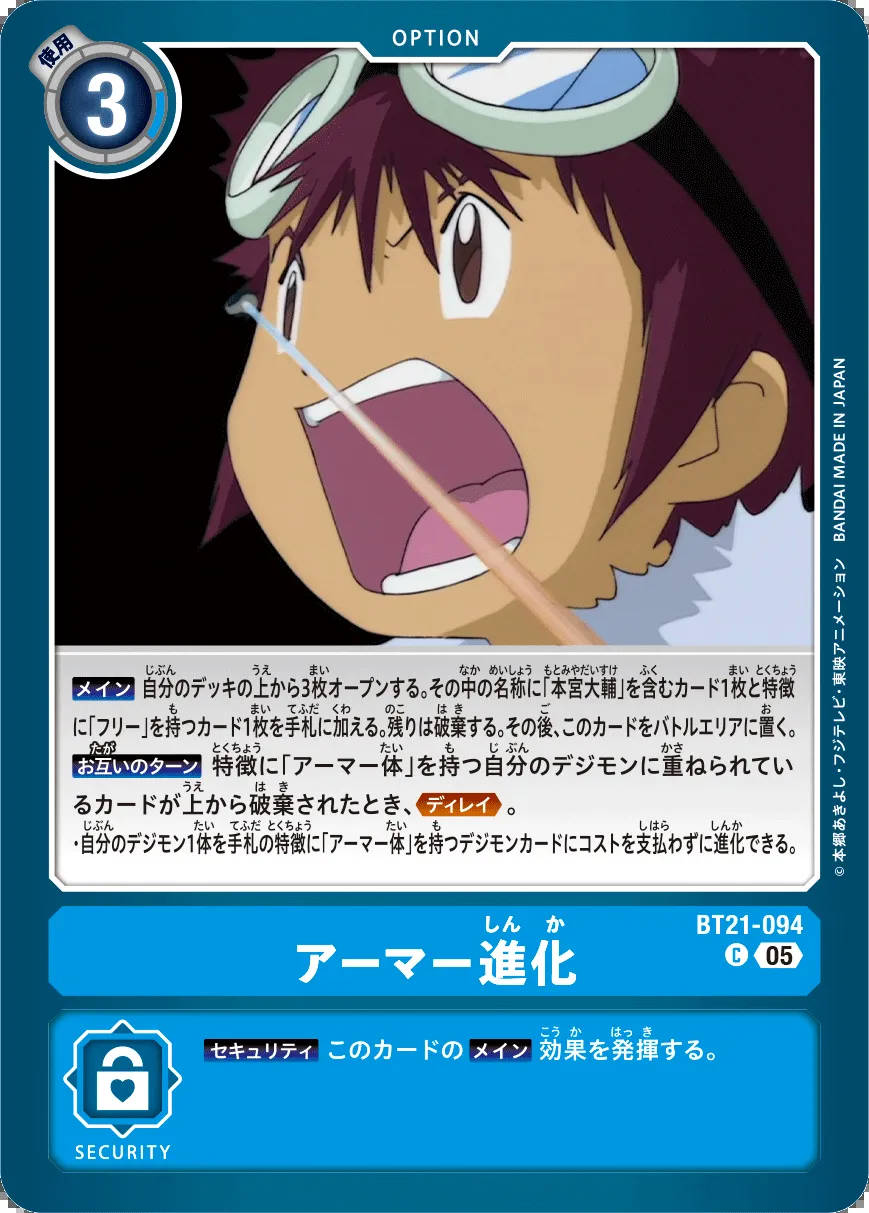 OPTION
使用
3
メイン 自分のデッキの上から3枚オープンする。その中の名称に「本宮大輔」を含むカード1枚と特徴
に「フリー」を持つカード1枚を手札に加える。残りは破棄する。その後、このカードをバトルエリアに置く。
お互いのターン 特徴に「アーマー体」を持つ自分のデジモンに重ねられてい
るカードが上から破棄されたとき、ディレイ 。
・自分のデジモン1体を手札の特徴に「アーマー体」を持つデジモンカードにコストを支払わずに進化できる。
© 本郷あきよし・フジテレビ・東映アニメーション BANDAI MADE IN JAPAN
BT21-094
C 05
しん か
アーマー進化
セキュリティ このカードの メイン 効果を発揮する。
SECURITY